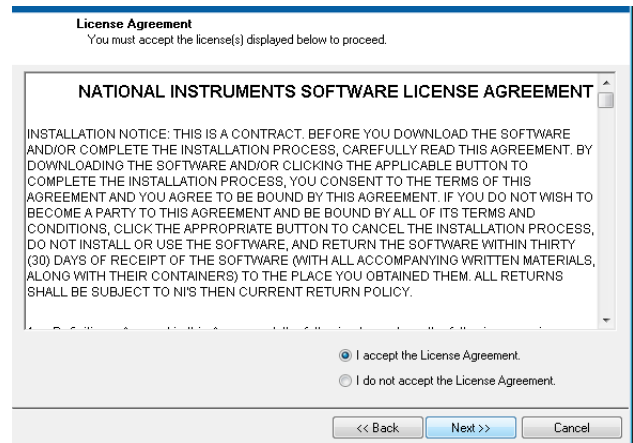 License Agreement
You must accept the license(s) displayed below to proceed.
NATIONAL INSTRUMENTS SOFTWARE LICENSE AGREEMENT
INSTALLATION NOTICE: THIS IS A CONTRACT. BEFORE YOU DOWNLOAD THE SOFTWARE
AND/OR COMPLETE THE INSTALLATION PROCESS, CAREFULLY READ THIS AGREEMENT. BY
DOWNLOADING THE SOFTWARE AND/OR CLICKING THE APPLICABLE BUTTON TO
COMPLETE THE INSTALLATION PROCESS, YOU CONSENT TO THE TERMS OF THIS
AGREEMENT AND YOU AGREE TO BE BOUND BY THIS AGREEMENT. IF YOU DO NOT WISH TO
BECOME A PARTY TO THIS AGREEMENT AND BE BOUND BY ALL OF ITS TERMS AND
CONDITIONS, CLICK THE APPROPRIATE BUTTON TO CANCEL THE INSTALLATION PROCESS,
DO NOT INSTALL OR USE THE SOFTWARE, AND RETURN THE SOFTWARE WITHIN THIRTY
(30) DAYS OF RECEIPT OF THE SOFTWARE (WITH ALL ACCOMPANYING WRITTEN MATERIALS,
ALONG WITH THEIR CONTAINERS) TO THE PLACE YOU OBTAINED THEM. ALL RETURNS
SHALL BE SUBJECT TO NI'S THEN CURRENT RETURN POLICY.
I accept the License Agreement.
I do not accept the License Agreement.
<< Back
Next >>
Cancel